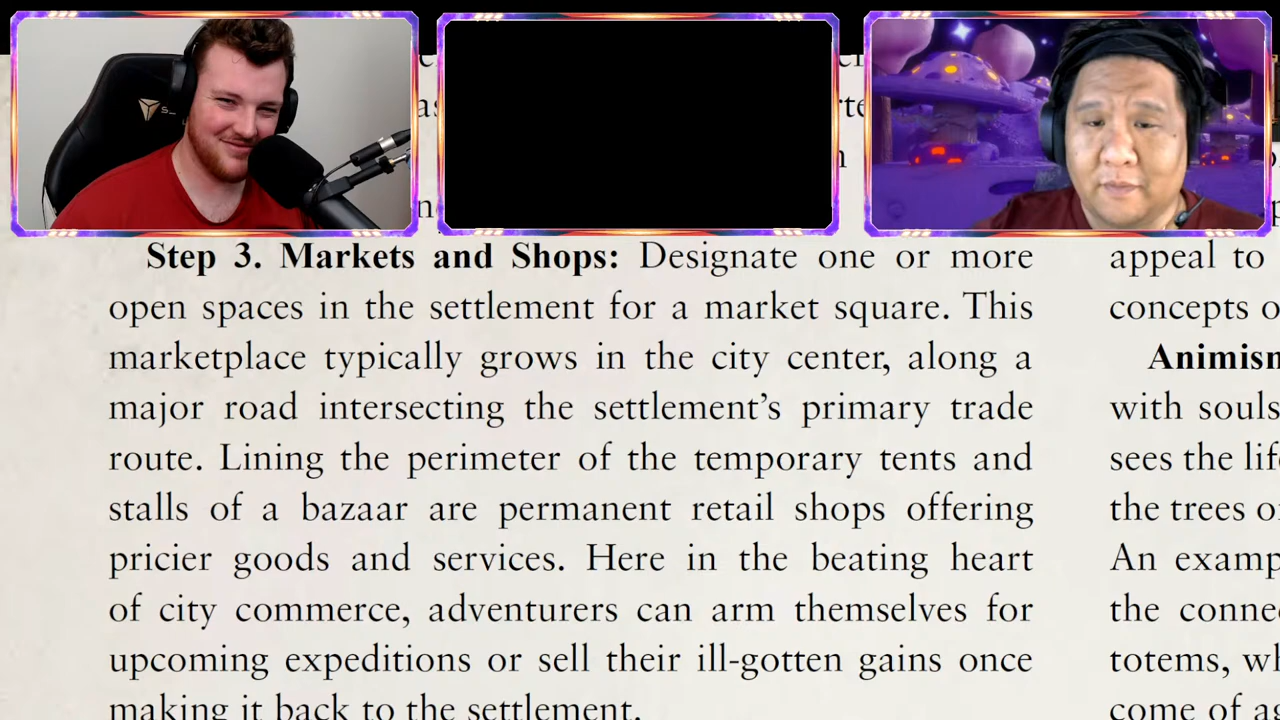 Step 3. Markets and Shops: Designate one or more
open spaces in the settlement for a market square. This
marketplace typically grows in the city center, along a
major road intersecting the settlement's primary trade
route. Lining the perimeter of the temporary tents and
stalls of a bazaar are permanent retail shops offering
pricier goods and services. Here in the beating heart
of city commerce, adventurers can arm themselves for
upcoming expeditions or sell their ill-gotten gains once
making it back to the settlement.
appeal to
concepts
with souls
sees the
the trees
An
the
totems,
come of